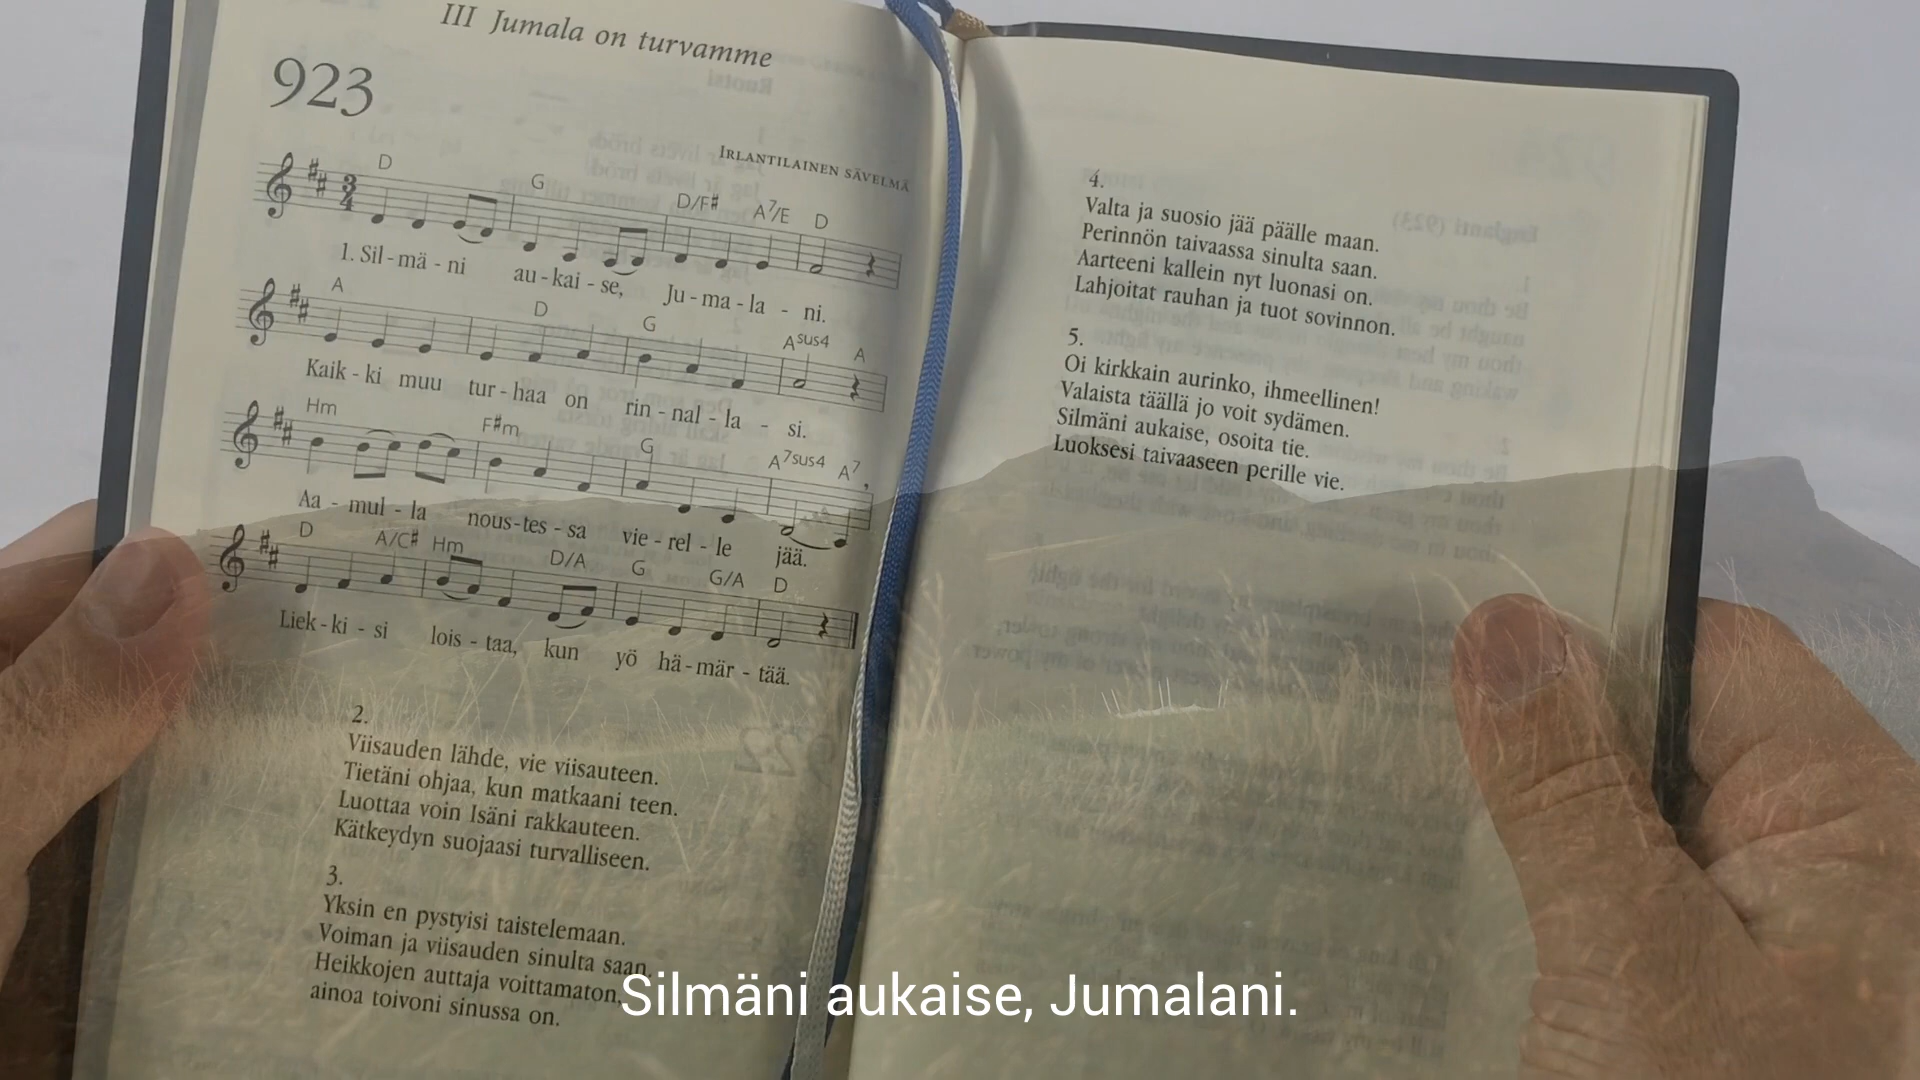 III Jumala on turvamme
923
IRLANTILAINEN SÄVELMÄ
D G D/F# A7/E D
1. Sil - mä - ni au - kai - se, Ju - ma - la - ni.
A D G Asus4 A
Kaik - ki muu tur - haa on rin - nal - la - si.
Hm F#m G A7sus4 A7
Aa - mul - la nous - tes - sa vie - rel - le jää.
D A/C# Hm D/A G G/A D
Liek - ki - si lois - taa, kun yö hä - mär - tää.
2.
Viisauden lähde, vie viisauteen.
Tietäni ohjaa, kun matkaani teen.
Luottaa voin Isäni rakkauteen.
Kätkeydyn suojaasi turvalliseen.
3.
Yksin en pystyisi taistelemaan.
Voiman ja viisauden sinulta saan.
Heikkojen auttaja voittamaton,
ainoa toivoni sinussa on.
4.
Valta ja suosio jää päälle maan.
Perinnön taivaassa sinulta saan.
Aarteeni kallein nyt luonasi on.
Lahjoitat rauhan ja tuot sovinnon.
5.
Oi kirkkain aurinko, ihmeellinen!
Valaista täällä jo voit sydämen.
Silmäni aukaise, osoita tie.
Luoksesi taivaaseen perille vie.
Silmäni aukaise, Jumalani.